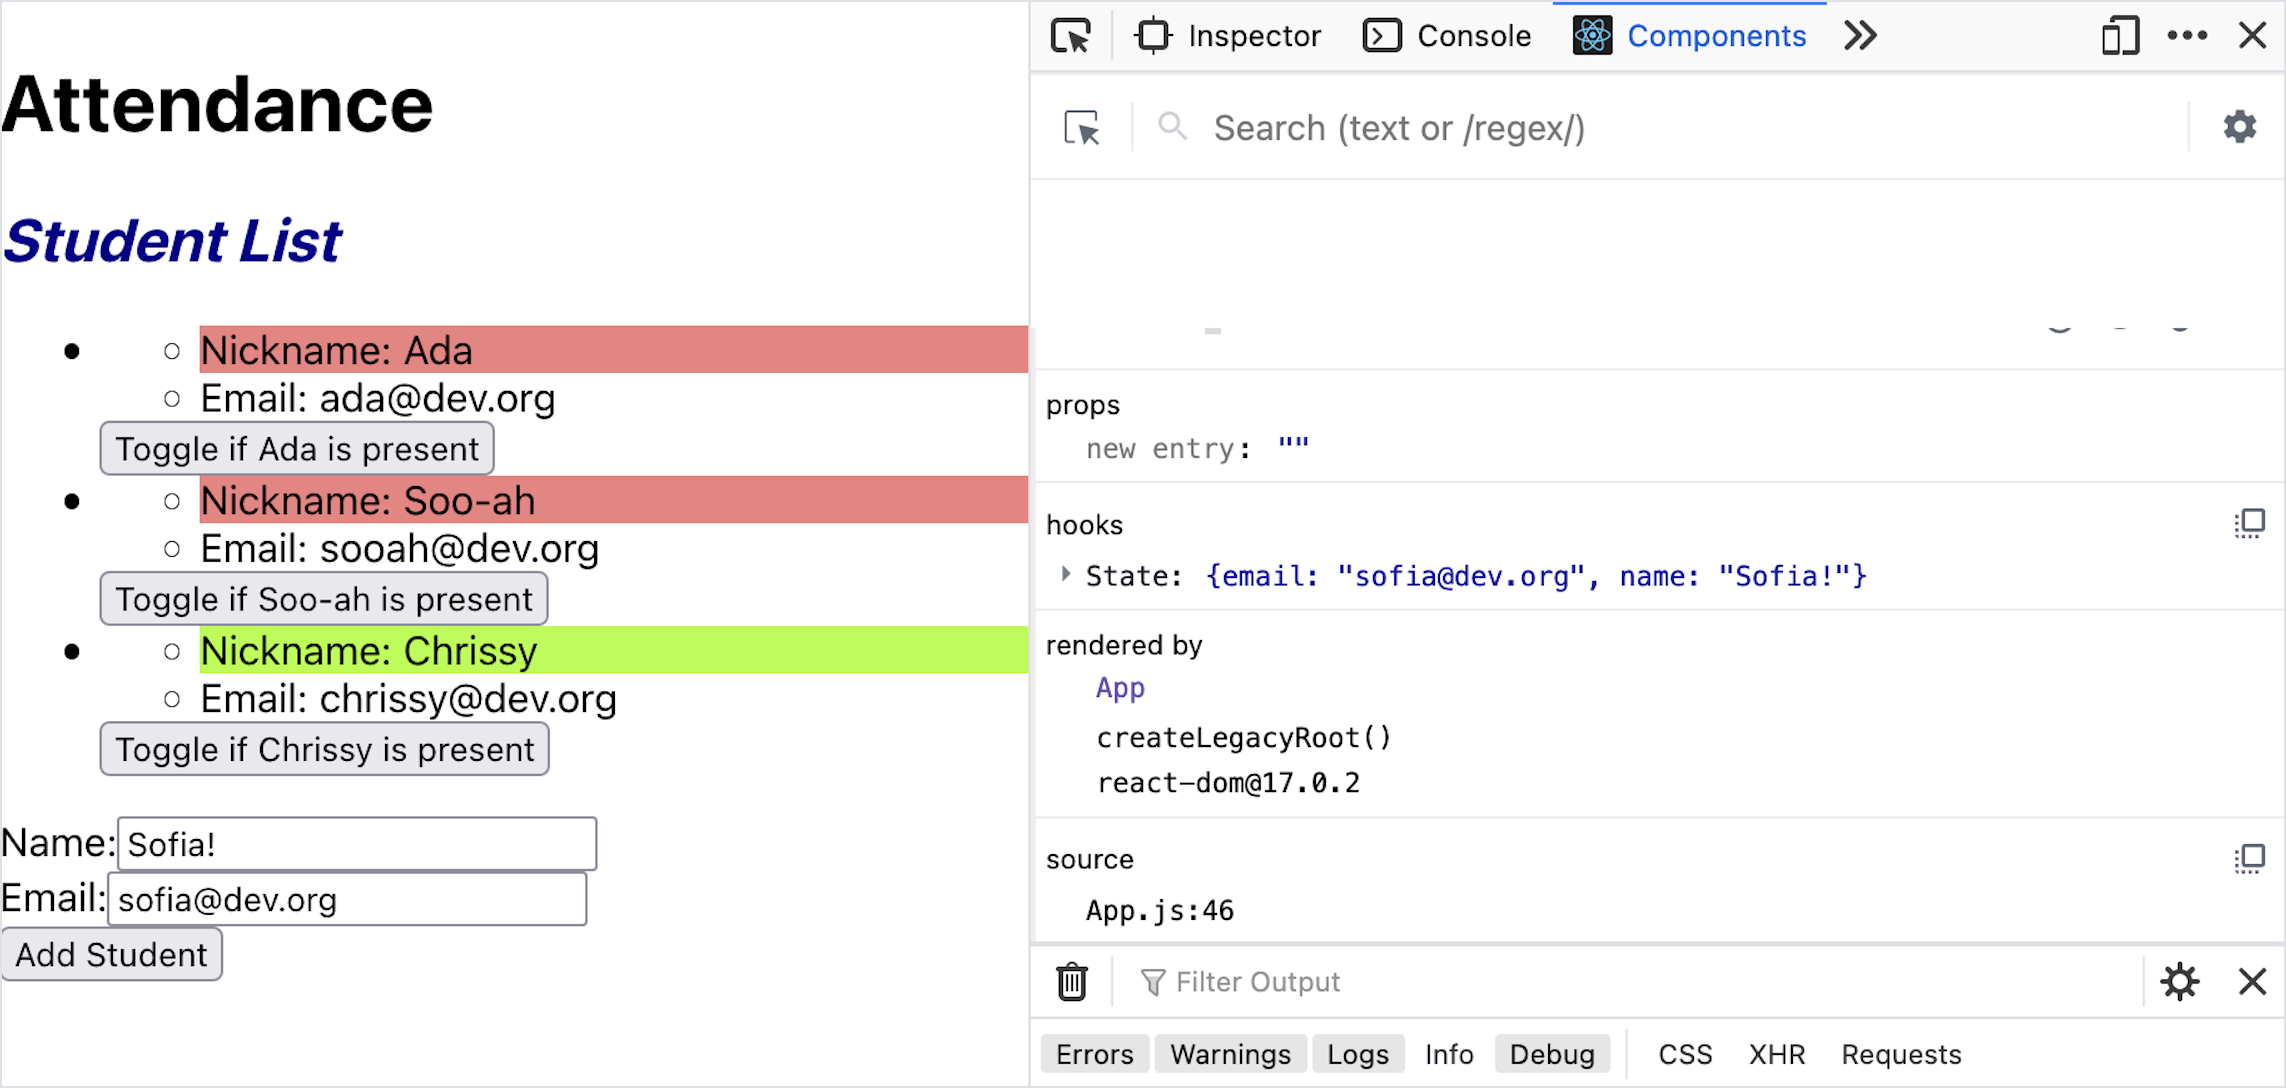 Attendance
Student List
Nickname: Ada
Email: ada@dev.org
Toggle if Ada is present
Nickname: Soo-ah
Email: sooah@dev.org
Toggle if Soo-ah is present
Nickname: Chrissy
Email: chrissy@dev.org
Toggle if Chrissy is present
Name: Sofia!
Email: sofia@dev.org
Add Student
Inspector Console Components
Search (text or /regex/)
props
new entry: ""
hooks
State: {email: "sofia@dev.org", name: "Sofia!"}
rendered by
App
createLegacyRoot()
react-dom@17.0.2
source
App.js:46
Filter Output
Errors Warnings Logs Info Debug CSS XHR Requests